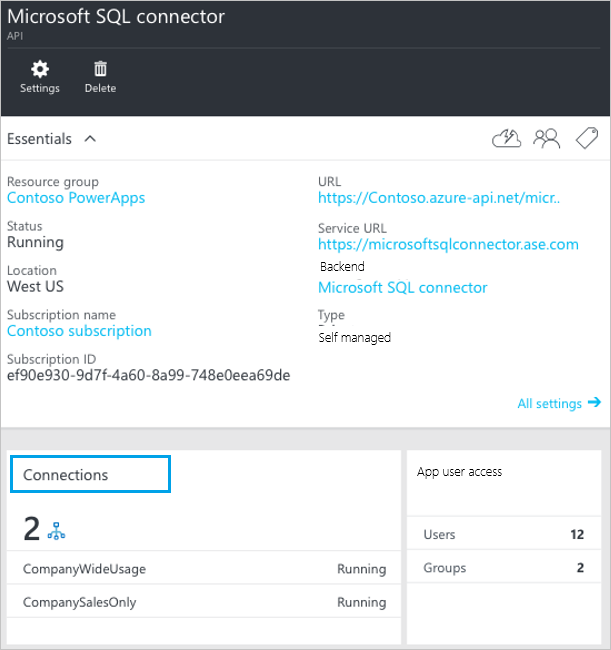 Microsoft SQL connector
API
Settings
Delete
Essentials
Resource group
Contoso PowerApps
Status
Running
Location
West US
Subscription name
Contoso subscription
Subscription ID
ef90e930-9d7f-4a60-8a99-748e0eea69de
URL
https://Contoso.azure-api.net/micr..
Service URL
https://microsoftsqlconnector.ase.com
Backend
Microsoft SQL connector
Type
Self managed
All settings
Connections
2
CompanyWideUsage Running
CompanySalesOnly Running
App user access
Users 12
Groups 2